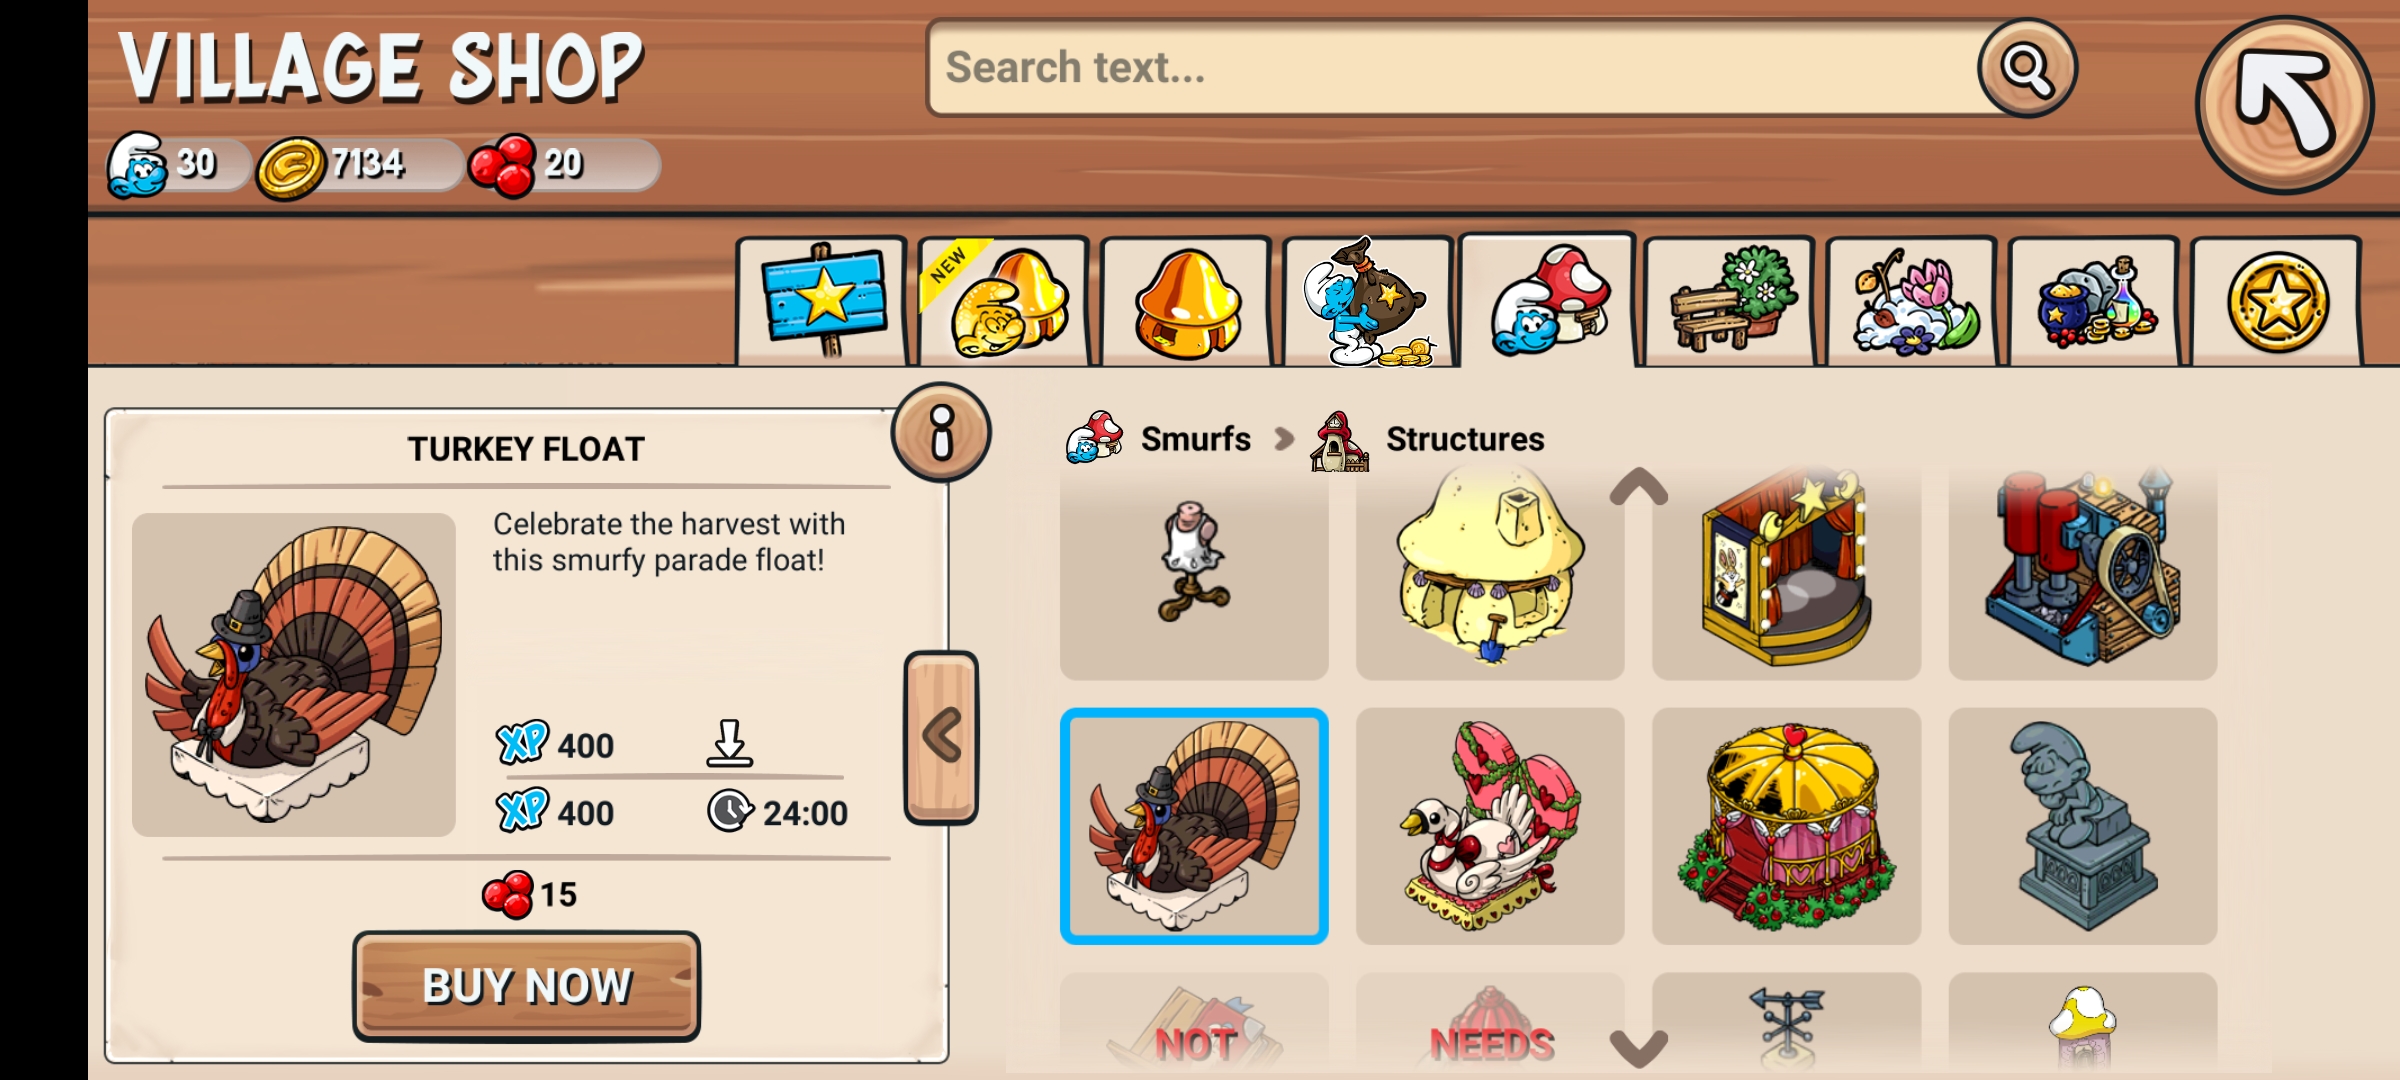 VILLAGE SHOP
Search text...
30
7134
20
NEW
TURKEY FLOAT
Smurfs
Structures
Celebrate the harvest with
this smurfy parade float!
XP 400
XP 400
24:00
15
BUY NOW
NOT
NEEDS